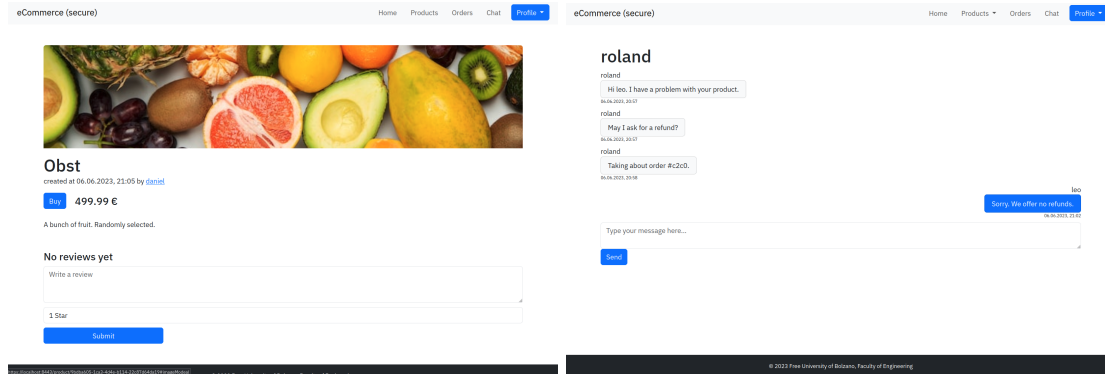 eCommerce (secure)
Home Products Orders Chat Profile
Obst
created at 06.06.2023, 21:05 by daniel
Buy 499.99 €
A bunch of fruit. Randomly selected.
No reviews yet
Write a review
1 Star
Submit
eCommerce (secure)
Home Products Orders Chat Profile
roland
roland
Hi leo. I have a problem with your product.
06.06.2023, 20:57
roland
May I ask for a refund?
06.06.2023, 20:57
roland
Taking about order #c2c0.
06.06.2023, 20:58
leo
Sorry. We offer no refunds.
06.06.2023, 21:02
Type your message here...
Send
© 2023 Free University of Bolzano, Faculty of Engineering